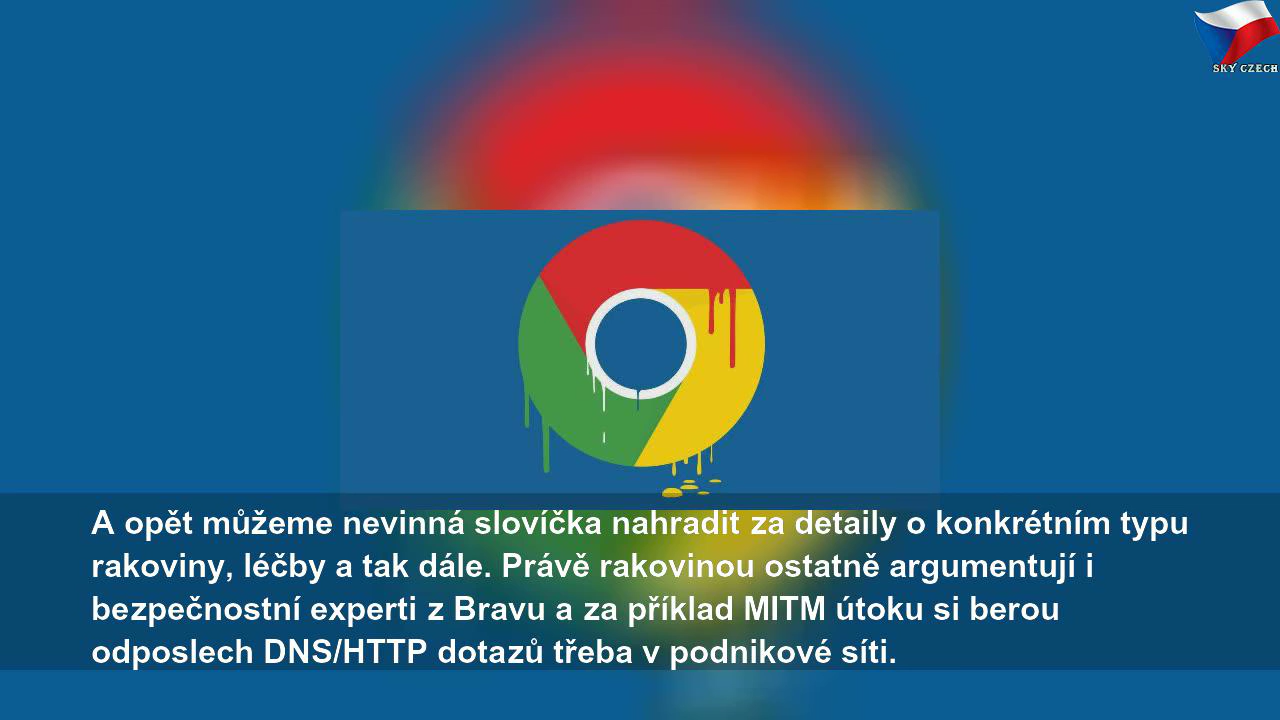 SKY CZECH
A opět můžeme nevinná slovíčka nahradit za detaily o konkrétním typu
rakoviny, léčby a tak dále. Právě rakovinou ostatně argumentují i
bezpečnostní experti z Bravu a za příklad MITM útoku si berou
odposlech DNS/HTTP dotazů třeba v podnikové síti.